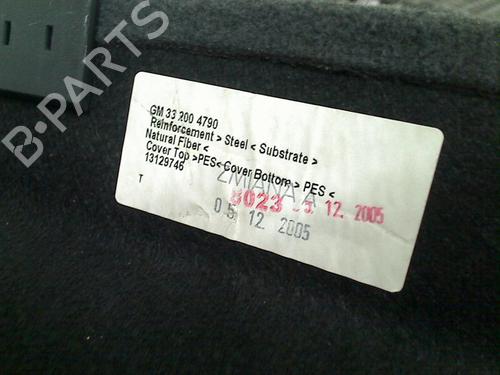 B-PARTS
GM 33 200 4790
Reinforcement > Steel < Substrate >
Natural Fiber <
Cover Top >PES< Cover Bottom > PES <
13129746
T
ZMIANA A
12. 2005
05. 12. 2005